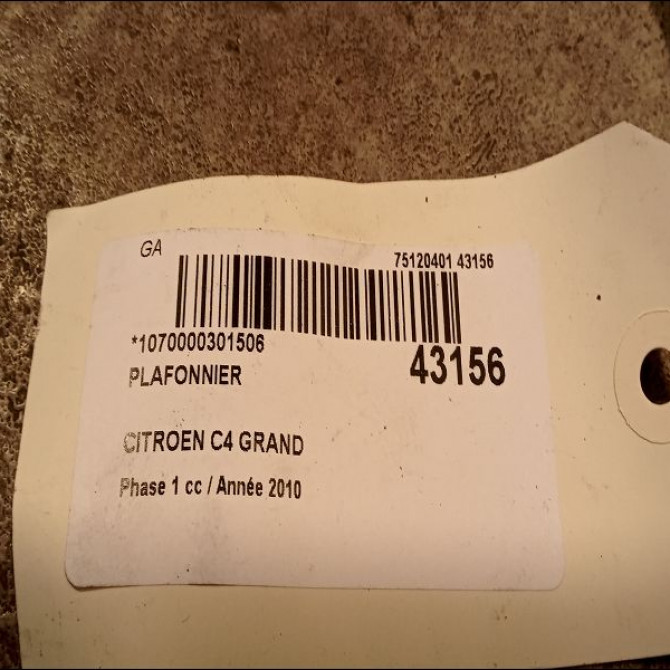 GA 75120401 43156
*1070000301506
43156
PLAFONNIER
CITROEN C4 GRAND
Phase 1 cc / Année 2010